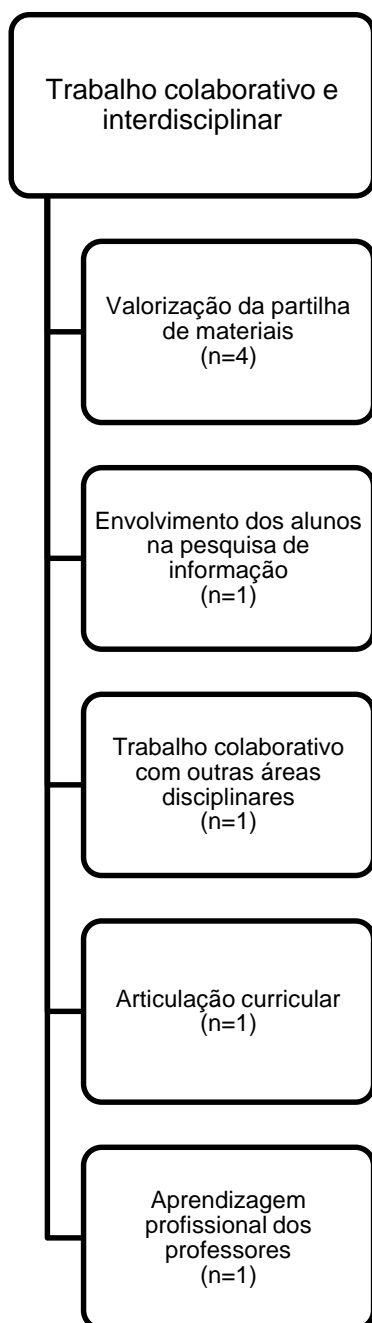 Trabalho colaborativo e
interdisciplinar
Valorização da partilha
de materiais
(n=4)
Envolvimento dos alunos
na pesquisa de
informação
(n=1)
Trabalho colaborativo
com outras áreas
disciplinares
(n=1)
Articulação curricular
(n=1)
Aprendizagem
profissional dos
professores
(n=1)